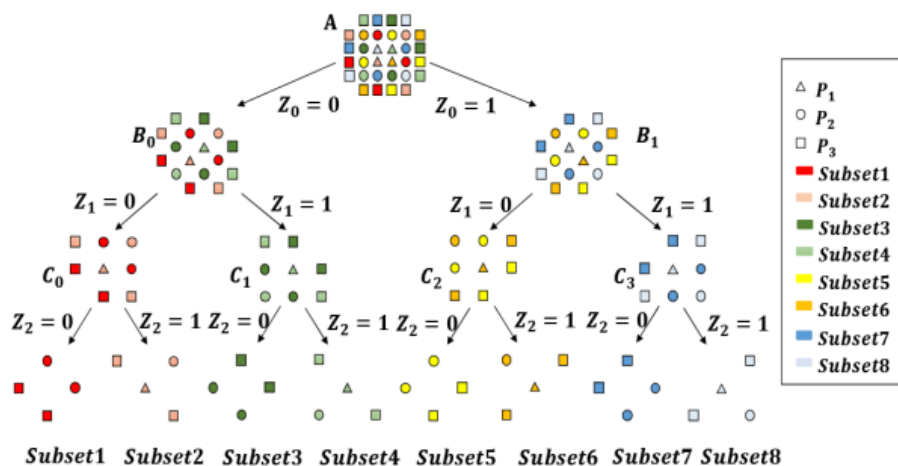 A
Z₀ = 0 Z₀ = 1
B₀ B₁
Z₁ = 0 Z₁ = 1 Z₁ = 0 Z₁ = 1
C₀ C₁ C₂ C₃
Z₂ = 0 Z₂ = 1 Z₂ = 0 Z₂ = 1 Z₂ = 0 Z₂ = 1 Z₂ = 0 Z₂ = 1
Subset1 Subset2 Subset3 Subset4 Subset5 Subset6 Subset7 Subset8
P₁
P₂
P₃
Subset1
Subset2
Subset3
Subset4
Subset5
Subset6
Subset7
Subset8